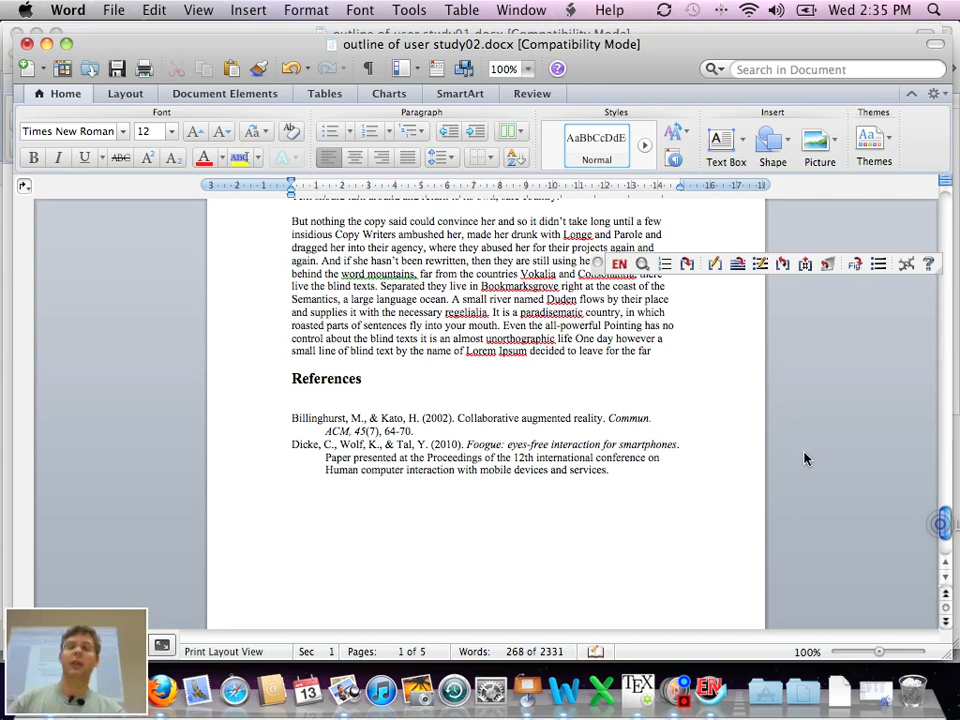 Word File Edit View Insert Format Font Tools Table Window Help Wed 2:35 PM
outline of user study02.docx [Compatibility Mode]
100% Search in Document
Home Layout Document Elements Tables Charts SmartArt Review
Font Paragraph Styles Insert Themes
Times New Roman 12 AaBbCcDdE Normal Text Box Shape Picture Themes
But nothing the copy said could convince her and so it didn't take long until a few
insidious Copy Writers ambushed her, made her drunk with Longe and Parole and
dragged her into their agency, where they abused her for their projects again and
again. And if she hasn't been rewritten, then they are still using he
behind the word mountains, far from the countries Vokalia and
live the blind texts. Separated they live in Bookmarksgrove right at the coast of the
Semantics, a large language ocean. A small river named Duden flows by their place
and supplies it with the necessary regelialia. It is a paradisematic country, in which
roasted parts of sentences fly into your mouth. Even the all-powerful Pointing has no
control about the blind texts it is an almost unorthographic life One day however a
small line of blind text by the name of Lorem Ipsum decided to leave for the far
References
Billinghurst, M., & Kato, H. (2002). Collaborative augmented reality. Commun.
ACM, 45(7), 64-70.
Dicke, C., Wolf, K., & Tal, Y. (2010). Foogue: eyes-free interaction for smartphones.
Paper presented at the Proceedings of the 12th international conference on
Human computer interaction with mobile devices and services.
Print Layout View Sec 1 Pages: 1 of 5 Words: 268 of 2331 100%